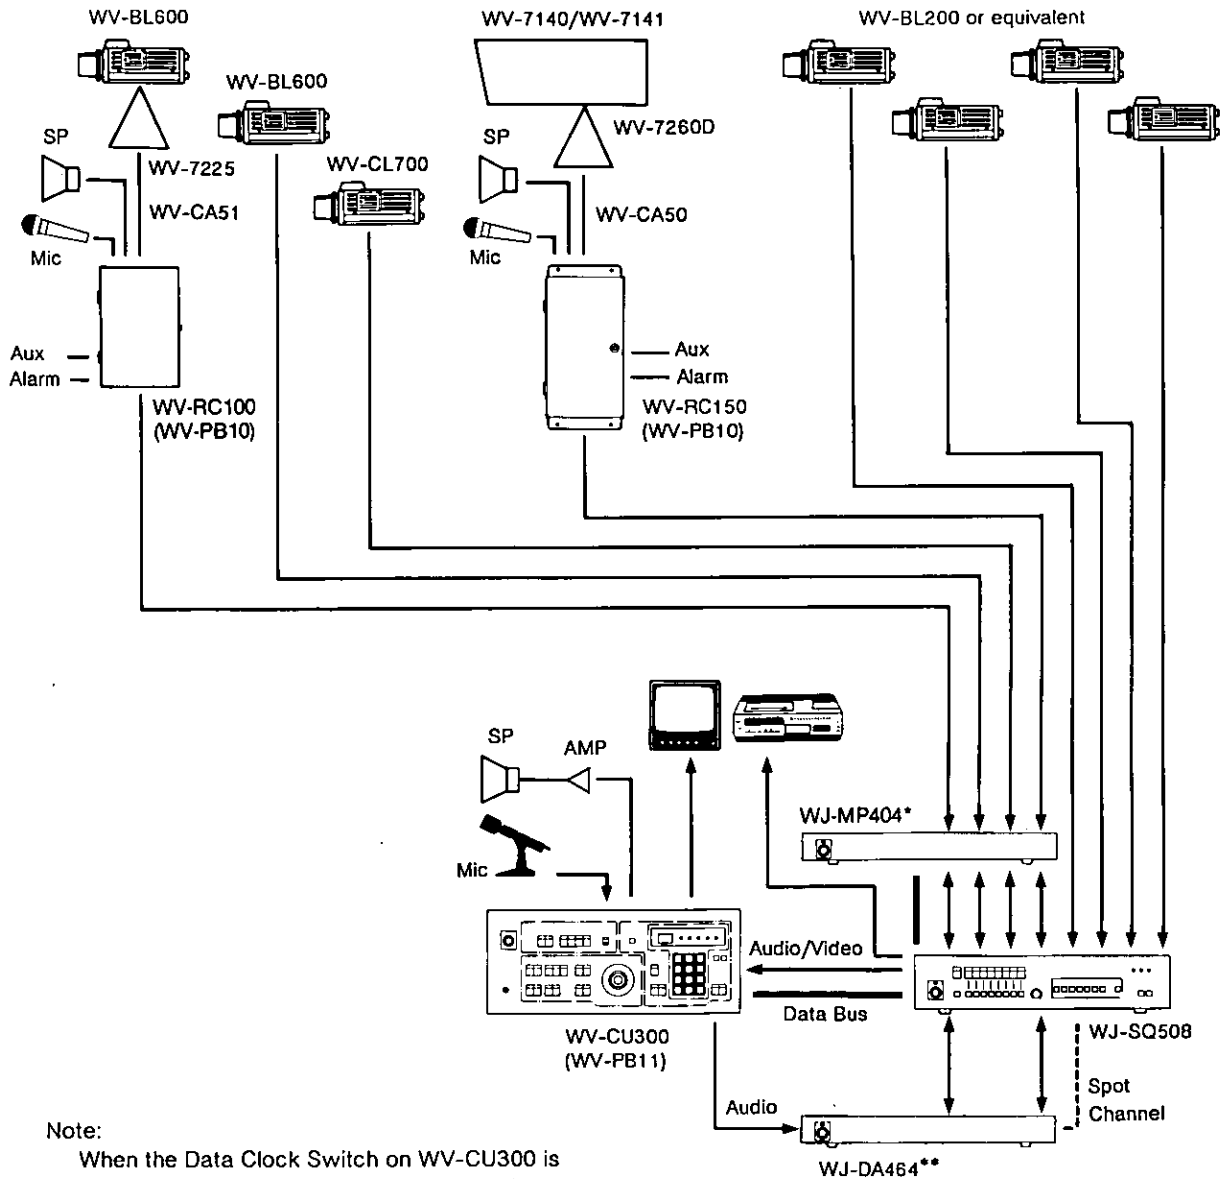 WV-BL600
WV-7140/WV-7141
WV-BL200 or equivalent
WV-BL600
SP
WV-7225
WV-CL700
SP
WV-7260D
WV-CA51
WV-CA50
Mic
Mic
Aux
Alarm
Aux
Alarm
WV-RC100
(WV-PB10)
WV-RC150
(WV-PB10)
SP
AMP
WJ-MP404*
Mic
Audio/Video
Data Bus
WV-CU300
(WV-PB11)
WJ-SQ508
Audio
Spot
Channel
WJ-DA464**
Note:
When the Data Clock Switch on WV-CU300 is